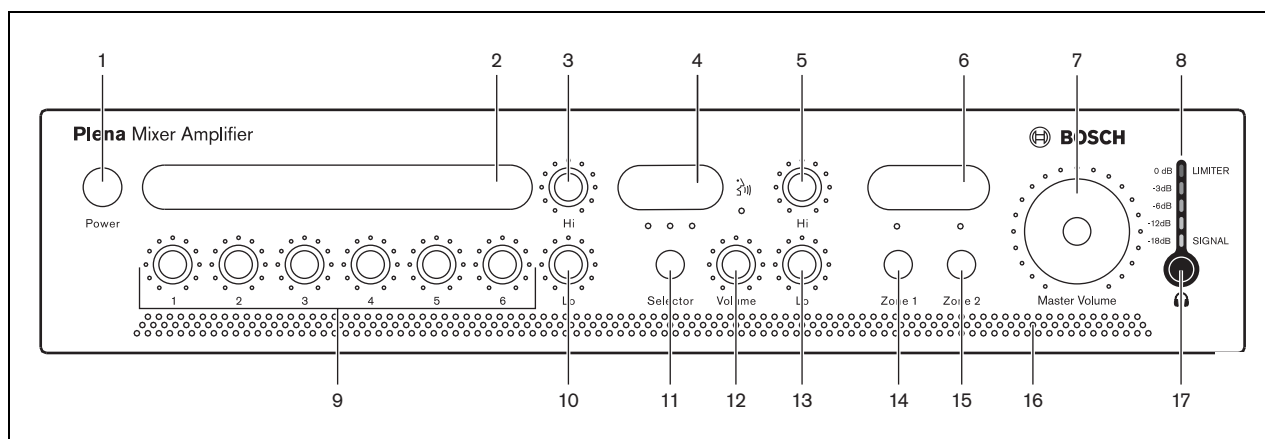 1 2 3 4 5 6 7 8
Plena Mixer Amplifier
BOSCH
0 dB LIMITER
-3dB
-6dB
-12dB
-18dB SIGNAL
Power
Hi
Hi
1 2 3 4 5 6
Lo
Selector
Volume
Lo
Zone 1
Zone 2
Master Volume
9 10 11 12 13 14 15 16 17